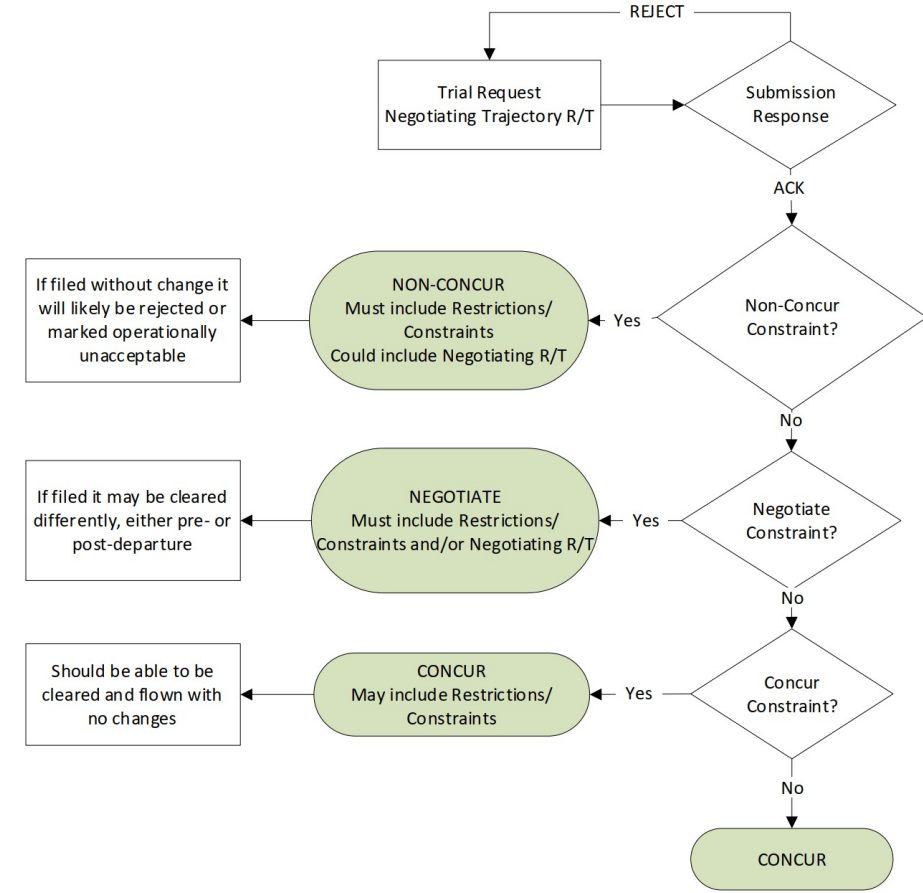 REJECT
Trial Request
Negotiating Trajectory R/T
Submission
Response
ACK
If filed without change it
will likely be rejected or
marked operationally
unacceptable
NON-CONCUR
Must include Restrictions/
Constraints
Could include Negotiating R/T
Yes
Non-Concur
Constraint?
No
If filed it may be cleared
differently, either pre- or
post-departure
NEGOTIATE
Must include Restrictions/
Constraints and/or Negotiating R/T
Yes
Negotiate
Constraint?
No
Should be able to be
cleared and flown with
no changes
CONCUR
May include Restrictions/
Constraints
Yes
Concur
Constraint?
No
CONCUR